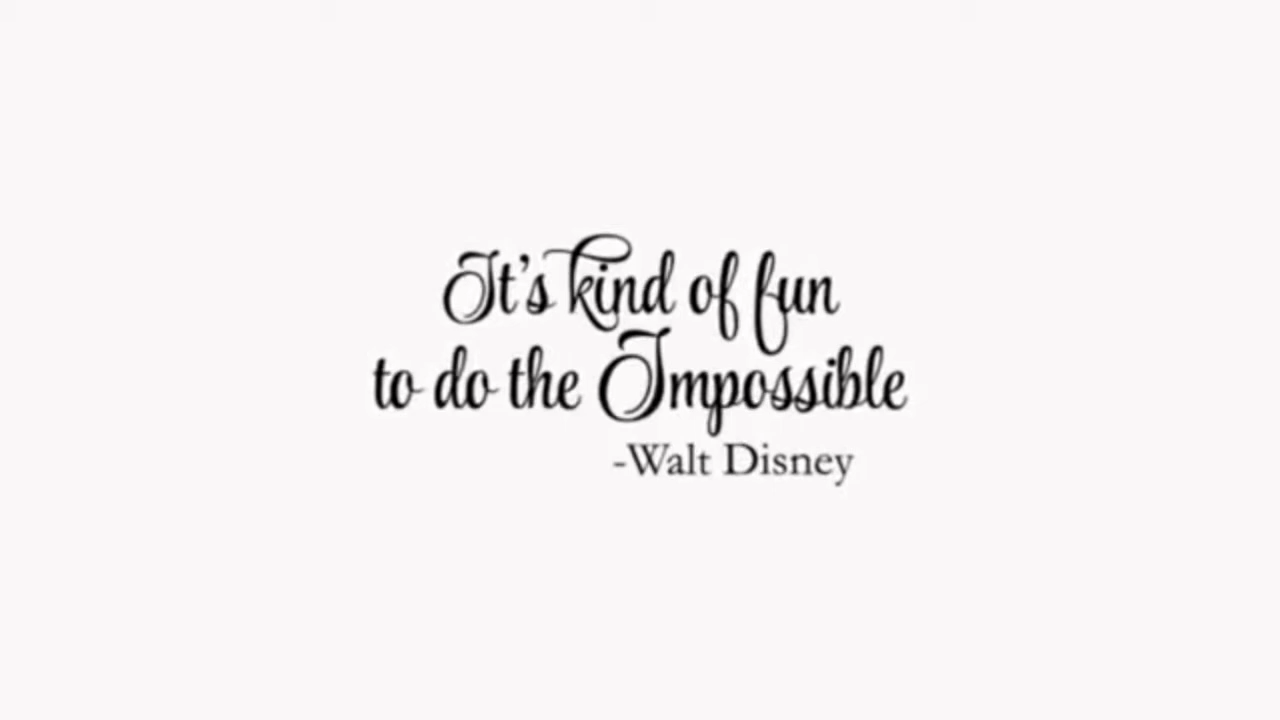 It's kind of fun
to do the Impossible
-Walt Disney